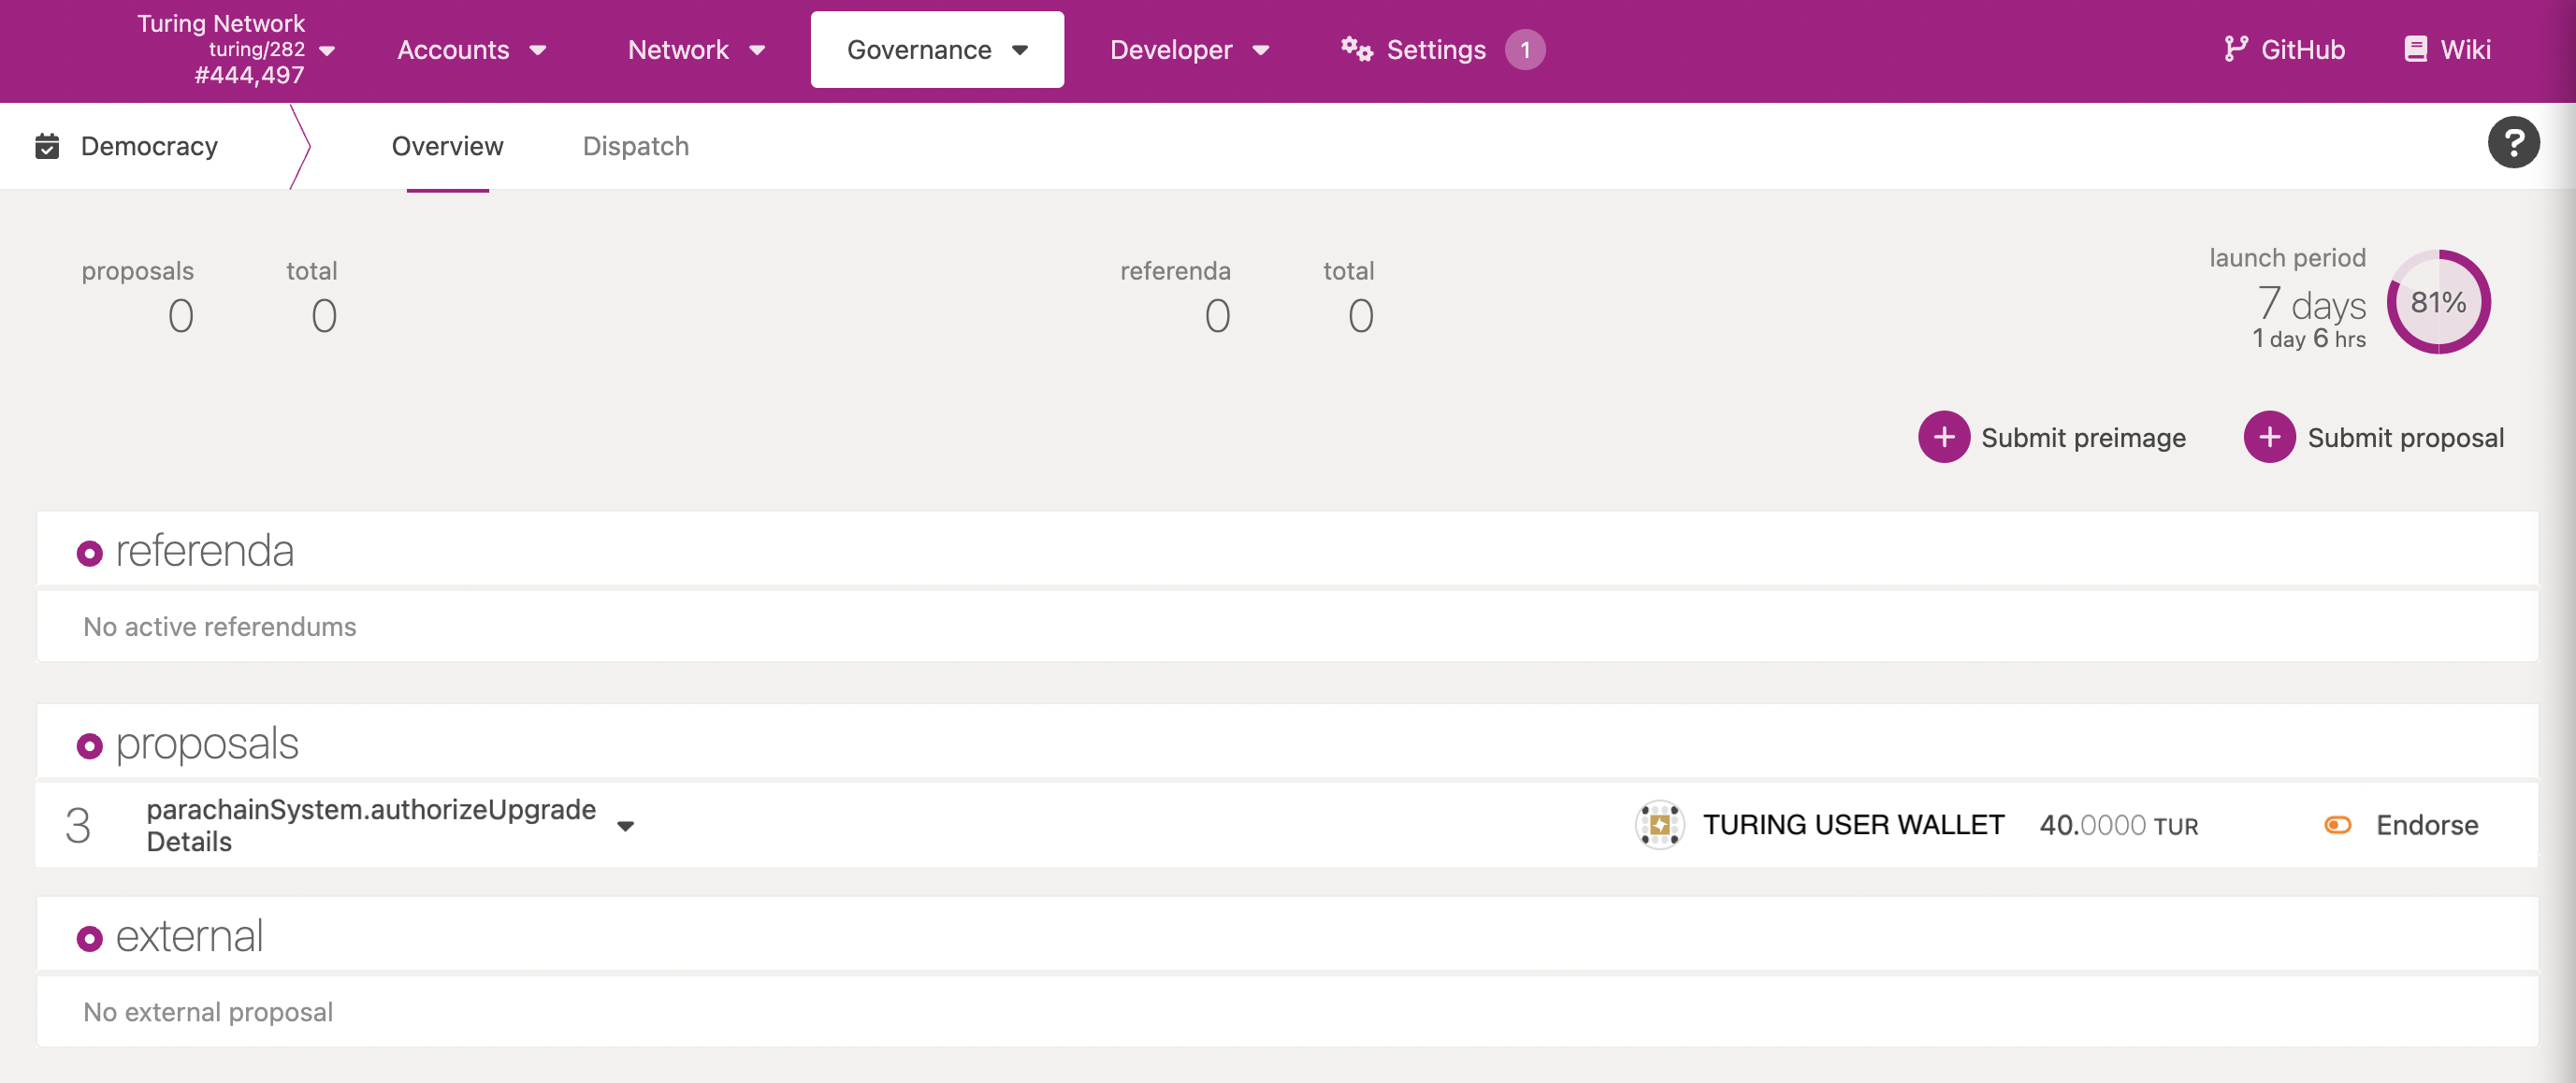 Turing Network
turing/282
#444,497
Accounts
Network
Governance
Developer
Settings 1
GitHub
Wiki
Democracy
Overview
Dispatch
?
proposals
0
total
0
referenda
0
total
0
launch period
7 days
1 day 6 hrs
81%
+ Submit preimage
+ Submit proposal
referenda
No active referendums
proposals
3
parachainSystem.authorizeUpgrade
Details
TURING USER WALLET
40.0000 TUR
Endorse
external
No external proposal